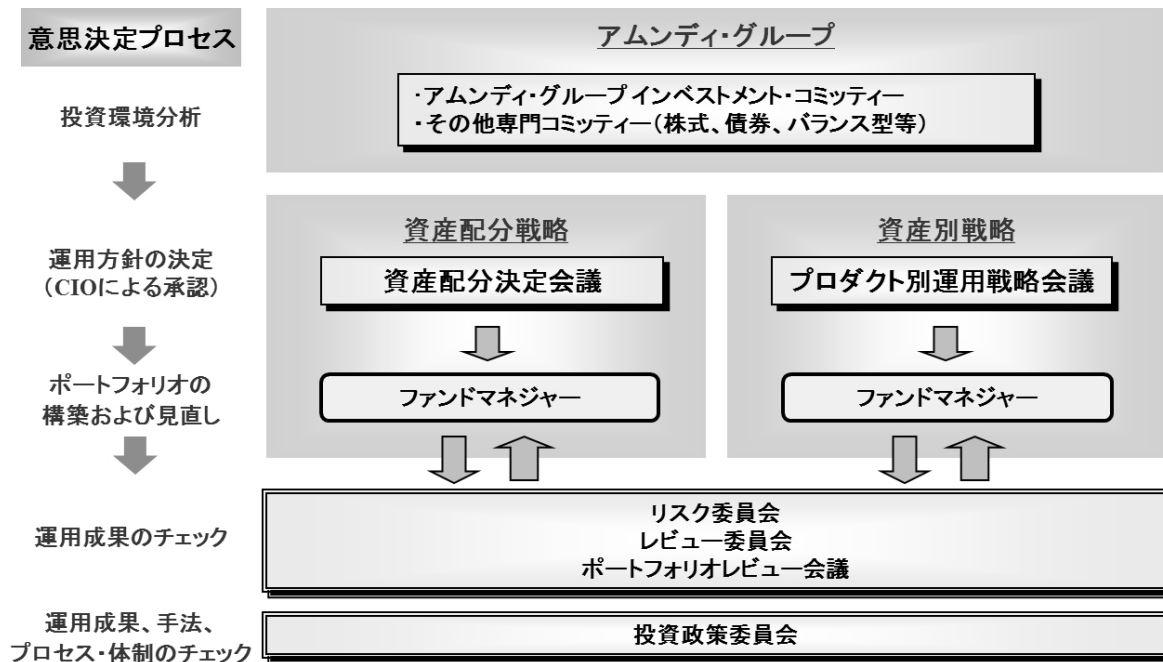 意思決定プロセス
アムンディ・グループ
投資環境分析
・アムンディ・グループ インベストメント・コミッティー
・その他専門コミッティー（株式、債券、バランス型等）
資産配分戦略
資産別戦略
運用方針の決定
（CIOによる承認）
資産配分決定会議
プロダクト別運用戦略会議
ポートフォリオの
構築および見直し
ファンドマネジャー
ファンドマネジャー
運用成果のチェック
リスク委員会
レビュー委員会
ポートフォリオレビュー会議
運用成果、手法、
プロセス・体制のチェック
投資政策委員会